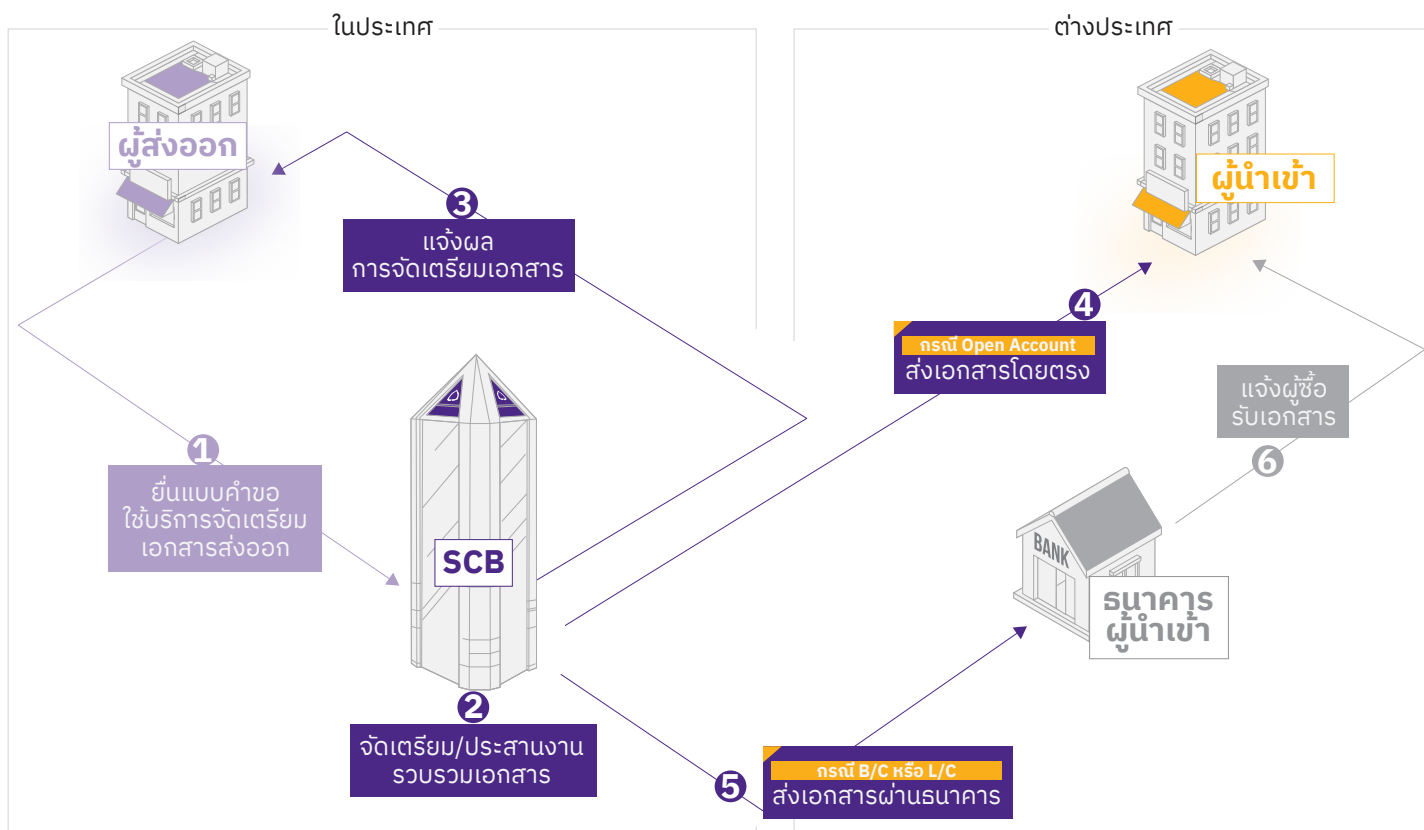 ในประเทศ
ต่างประเทศ
ผู้ส่งออก
ผู้นำเข้า
3
แจ้งผล
การจัดเตรียมเอกสาร
4
กรณี Open Account
ส่งเอกสารโดยตรง
แจ้งผู้ซื้อ
รับเอกสาร
6
1
ยื่นแบบคำขอ
ใช้บริการจัดเตรียม
เอกสารส่งออก
SCB
BANK
ธนาคาร
ผู้นำเข้า
2
จัดเตรียม/ประสานงาน
รวบรวมเอกสาร
5
กรณี B/C หรือ L/C
ส่งเอกสารผ่านธนาคาร